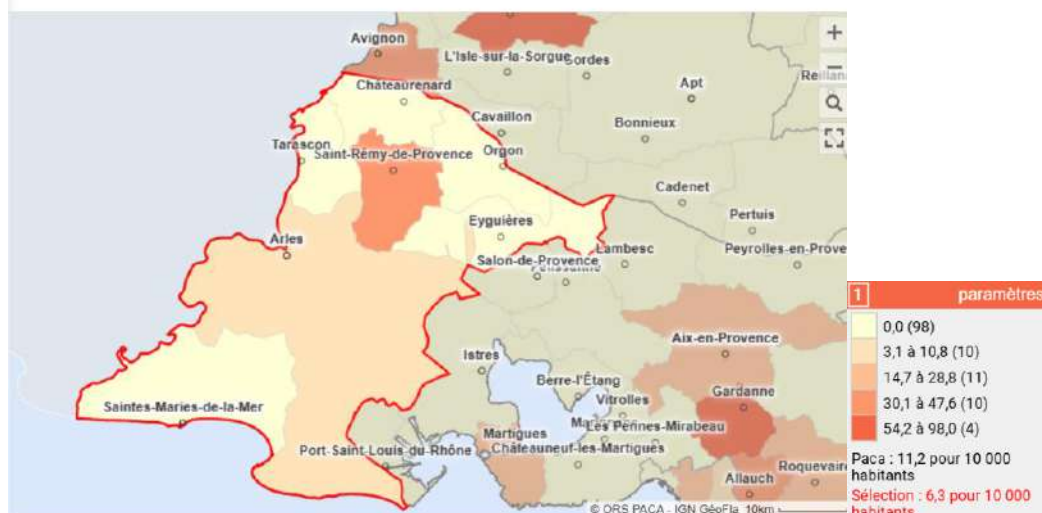 Avignon
L'Isle-sur-la-Sorgue
Gordes
Châteaurenard
Apt
Cavaillon
Bonnieux
Tarascon
Saint-Rémy-de-Provence
Orgon
Cadenet
Eyguières
Pertuis
Arles
Lambesc
Peyrolles-en-Prove
Salon-de-Provence
Aix-en-Provence
Istres
Berre-l'Étang
Gardanne
Vitrolles
Saintes-Maries-de-la-Mer
Les Pennes-Mirabeau
Martigues
Châteauneuf-les-Martigues
Port-Saint-Louis-du-Rhône
Allauch
Roquevaire
© ORS PACA - IGN GéoFla 10km
1 paramètres
0,0 (98)
3,1 à 10,8 (10)
14,7 à 28,8 (11)
30,1 à 47,6 (10)
54,2 à 98,0 (4)
Paca : 11,2 pour 10 000
habitants
Sélection : 6,3 pour 10 000
habitants